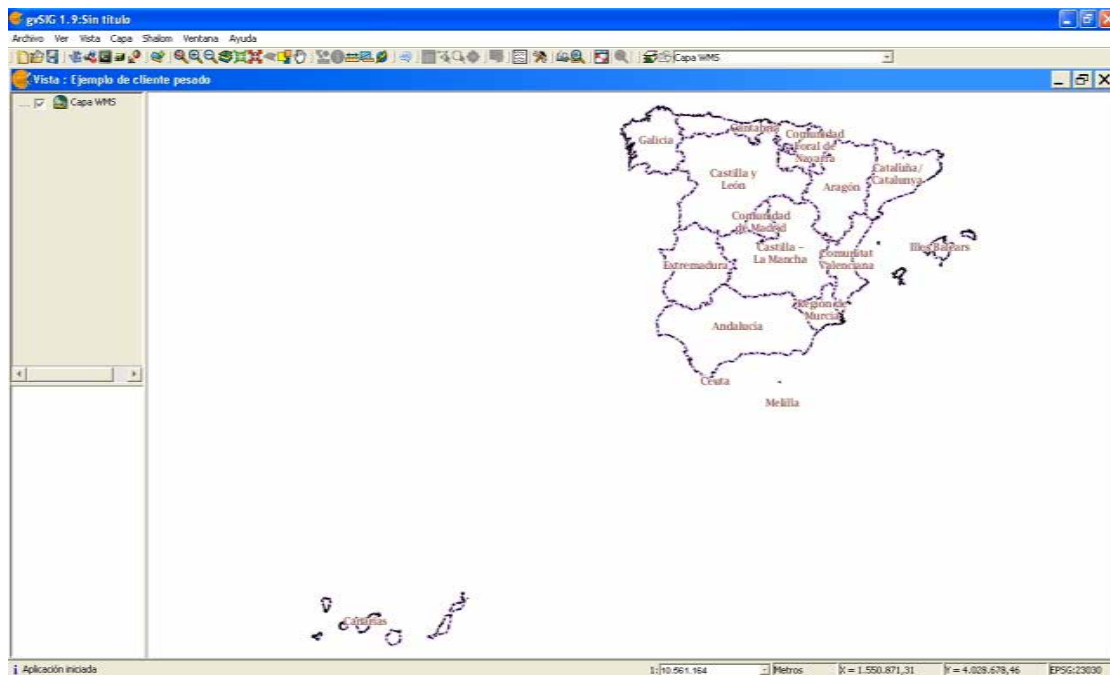 gvSIG 1.9:Sin título
Archivo Ver Vista Capa Shalom Ventana Ayuda
Capa WMS
Vista : Ejemplo de cliente pesado
Capa WMS
Galicia
Cantabria
Comunidad
Foral de
Navarra
Castilla y
León
Aragón
Cataluña/
Catalunya
Comunidad
de Madrid
Castilla –
La Mancha
Extremadura
Comunitat
Valenciana
Illes Balears
Región de
Murcia
Andalucía
Ceuta
Melilla
Canarias
Aplicación iniciada
1: 10.561.164
Metros
X = 1.550.871,31
Y = 4.028.678,46
EPSG:23030